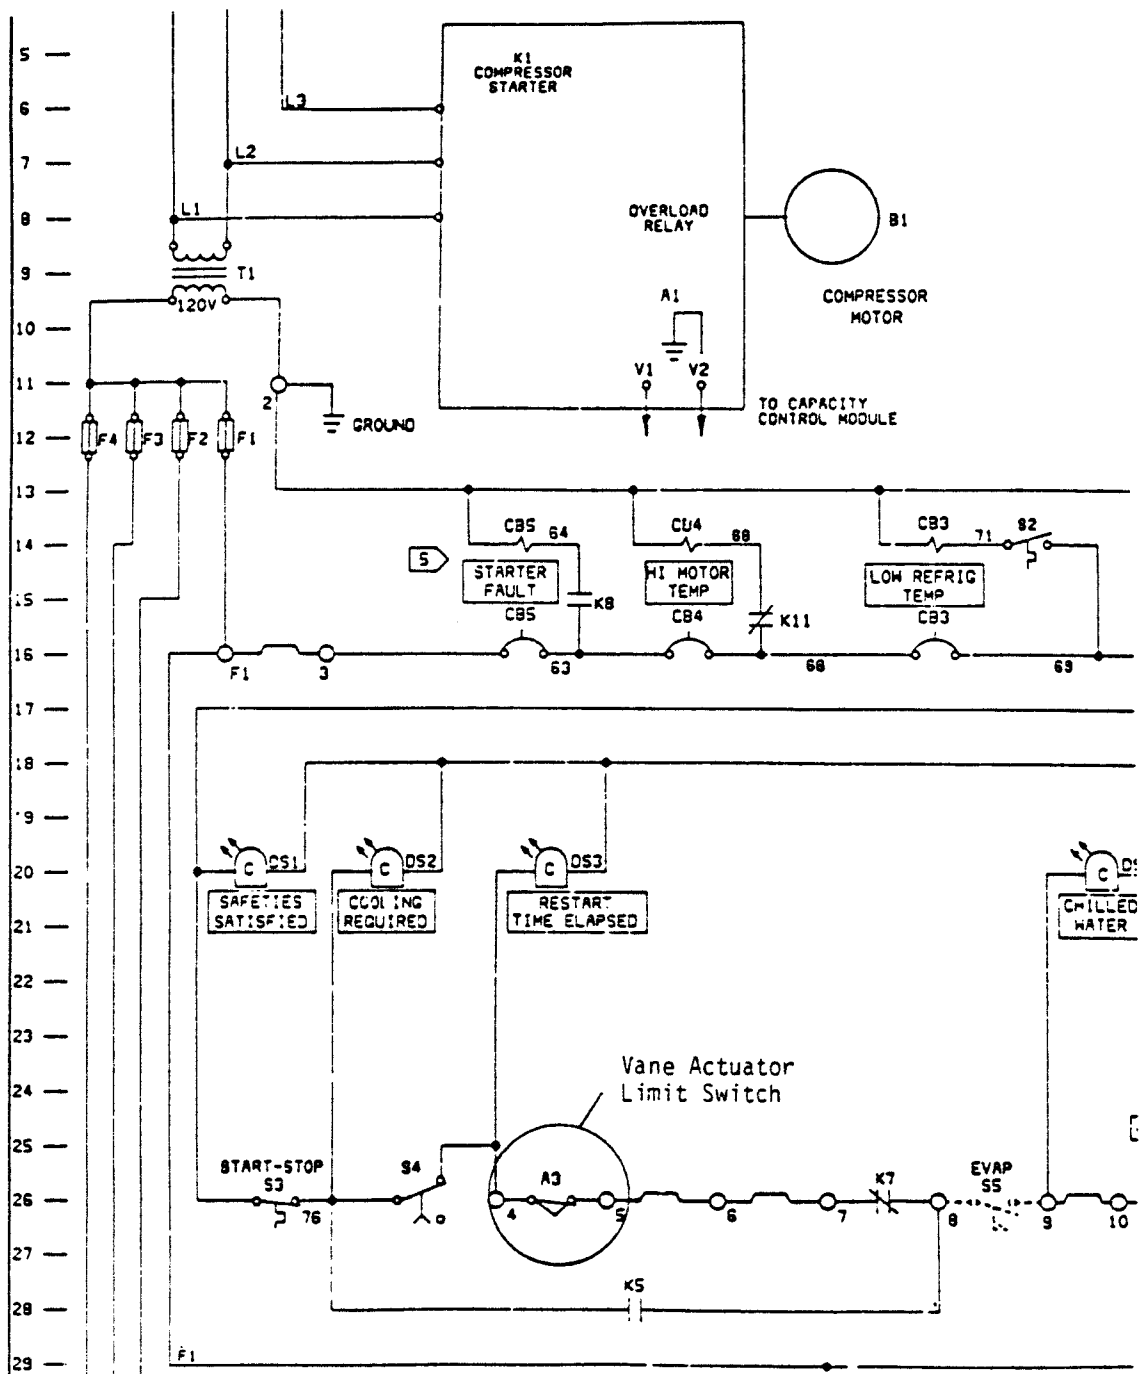 5
K1
COMPRESSOR
STARTER
6
L3
7
L2
8
L1
OVERLOAD
RELAY
B1
9
T1
120V
A1
COMPRESSOR
MOTOR
10
V1 V2
11
2
TO CAPACITY
CONTROL MODULE
GROUND
12
F4 F3 F2 F1
13
CB5 64 CD4 68 CB3 71 S2
14
5
STARTER
FAULT
HI MOTOR
TEMP
LOW REFRIG
TEMP
15
K8
CB5 CB4 K11 CB3
16
F1 3 63 68 69
17
18
19
DS1 DS2 DS3
20
C C C C
SAFETIES
SATISFIED
COOLING
REQUIRED
RESTART
TIME ELAPSED
CHILLED
WATER
21
22
23
Vane Actuator
Limit Switch
24
25
START-STOP
S3
S4
A3
K7
EVAP
S5
26
76 4 5 6 7 8 9 10
27
K5
28
F1
29